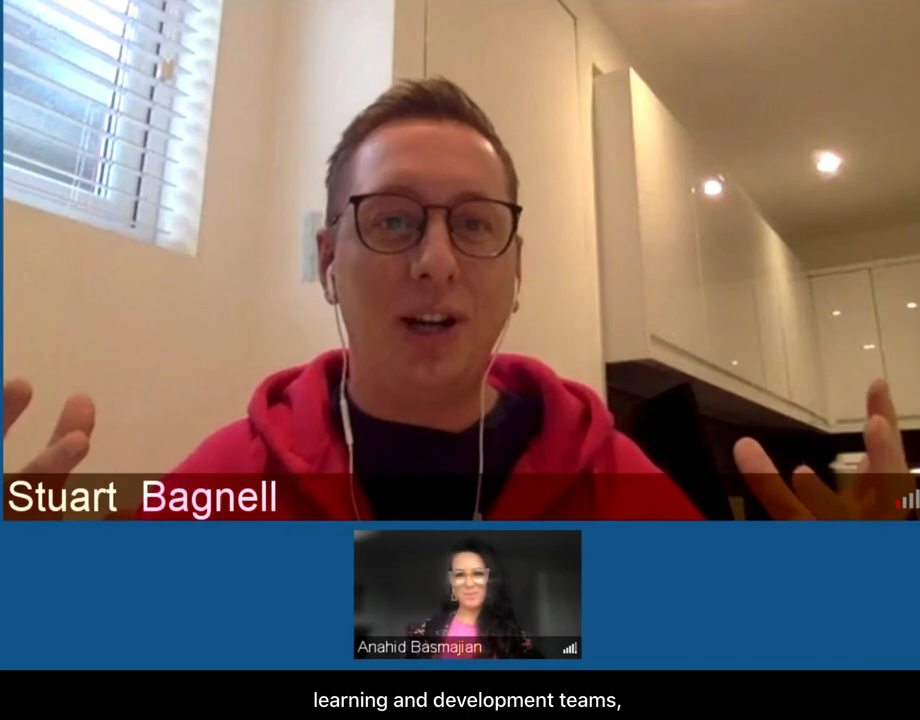 Stuart Bagnell
Anahid Basmajian
learning and development teams,